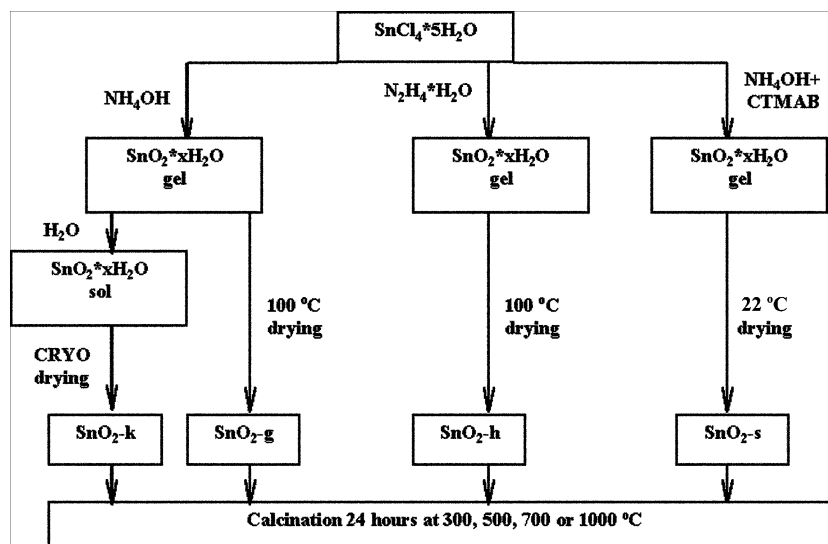 SnCl₄*5H₂O
NH₄OH
N₂H₄*H₂O
NH₄OH+
CTMAB
SnO₂*xH₂O
gel
SnO₂*xH₂O
gel
SnO₂*xH₂O
gel
H₂O
SnO₂*xH₂O
sol
100 °C
drying
100 °C
drying
22 °C
drying
CRYO
drying
SnO₂-k
SnO₂-g
SnO₂-h
SnO₂-s
Calcination 24 hours at 300, 500, 700 or 1000 °C